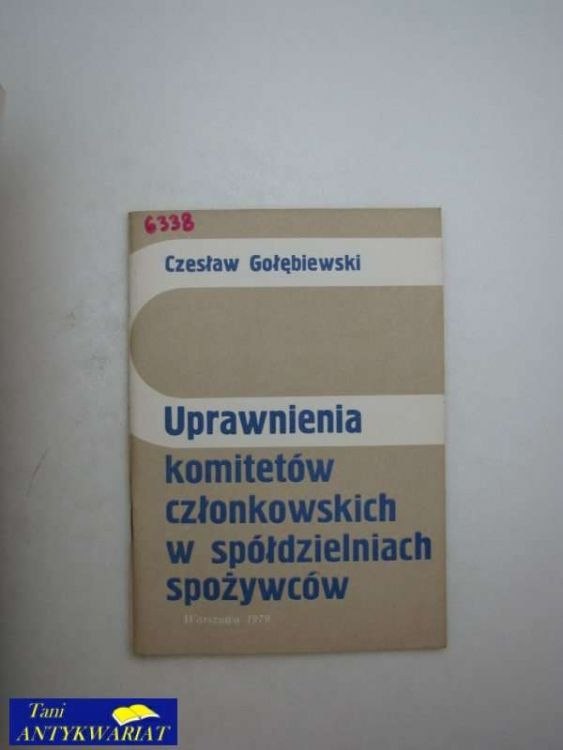 6338
Czesław Gołębiewski
Uprawnienia
komitetów
członkowskich
w spółdzielniach
spożywców
Warszawa 1979
Tani
ANTYKWARIAT